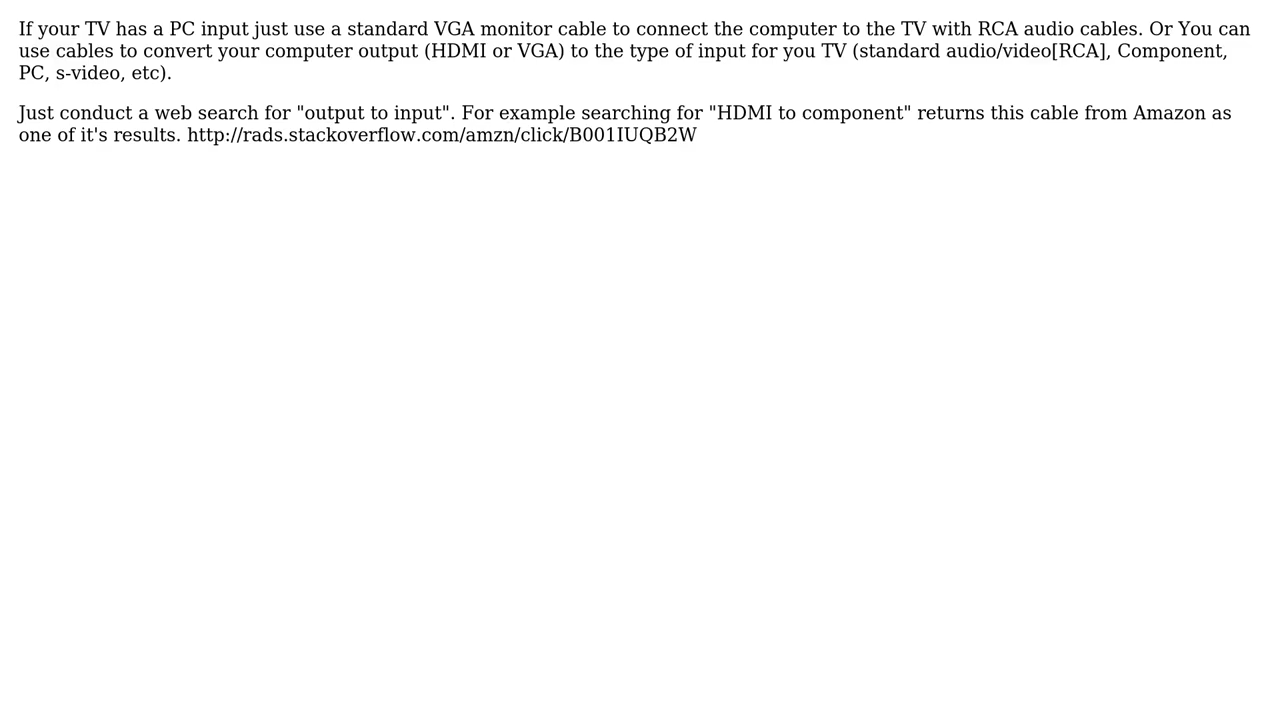 If your TV has a PC input just use a standard VGA monitor cable to connect the computer to the TV with RCA audio cables. Or You can
use cables to convert your computer output (HDMI or VGA) to the type of input for you TV (standard audio/video[RCA], Component,
PC, s-video, etc).
Just conduct a web search for "output to input". For example searching for "HDMI to component" returns this cable from Amazon as
one of it's results. http://rads.stackoverflow.com/amzn/click/B001IUQB2W